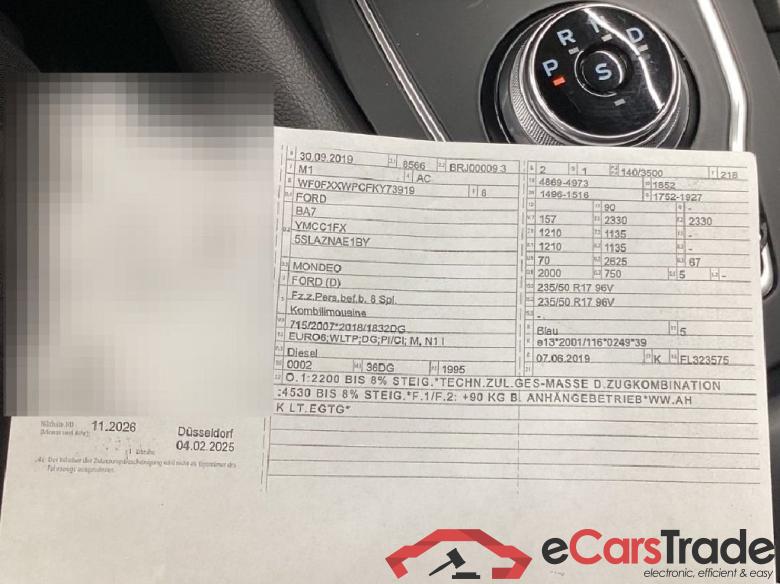 R N D
P S
30.09.2019 8566 BRJ00009 3
M1 AC
WF0FXXWPCFKY73919 6
FORD
BA7
YMCC1FX
5SLAZNAE1BY
MONDEO
FORD (D)
Fz.z.Pers.bef.b. 8 Spl.
Kombilimousine
715/2007*2018/1832DG
EURO6;WLTP;DG;PI/CI; M, N1 I
Diesel
0002 36DG 1995
2 1 140/3500 218
4869-4973 1852
1496-1516 1752-1927
90 -
157 2330 2330
1210 1135 -
1210 1135 -
70 2625 67
2000 750 5 -
235/50 R17 96V
235/50 R17 96V
-
Blau 5
e13*2001/116*0249*39
07.06.2019 K FL323575
O.1:2200 BIS 8% STEIG.*TECHN.ZUL.GES-MASSE D.ZUGKOMBINATION
:4530 BIS 8% STEIG.*F.1/F.2: +90 KG B. ANHÄNGEBETRIEB*WW.AH
K LT.EGTG*
11.2026
Düsseldorf
04.02.2025
eCarsTrade
electronic, efficient & easy